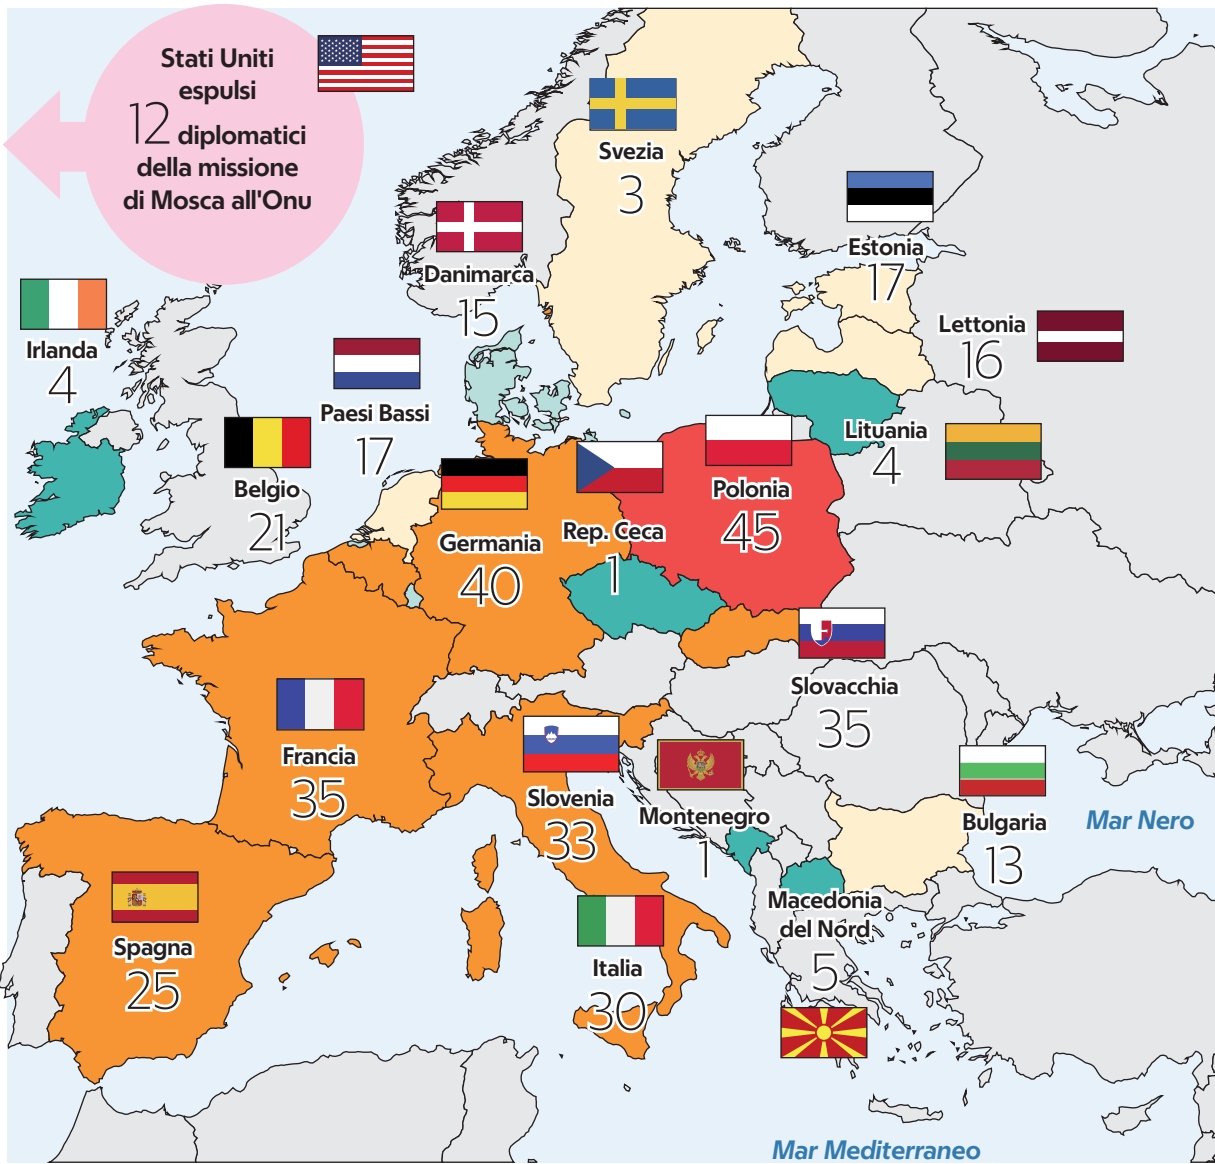 Stati Uniti
espulsi
12 diplomatici
della missione
di Mosca all'Onu
Svezia
3
Estonia
17
Danimarca
15
Lettonia
16
Irlanda
4
Paesi Bassi
17
Lituania
4
Belgio
21
Germania
40
Rep. Ceca
1
Polonia
45
Slovacchia
35
Francia
35
Slovenia
33
Montenegro
1
Bulgaria
13
Mar Nero
Macedonia
del Nord
5
Spagna
25
Italia
30
Mar Mediterraneo